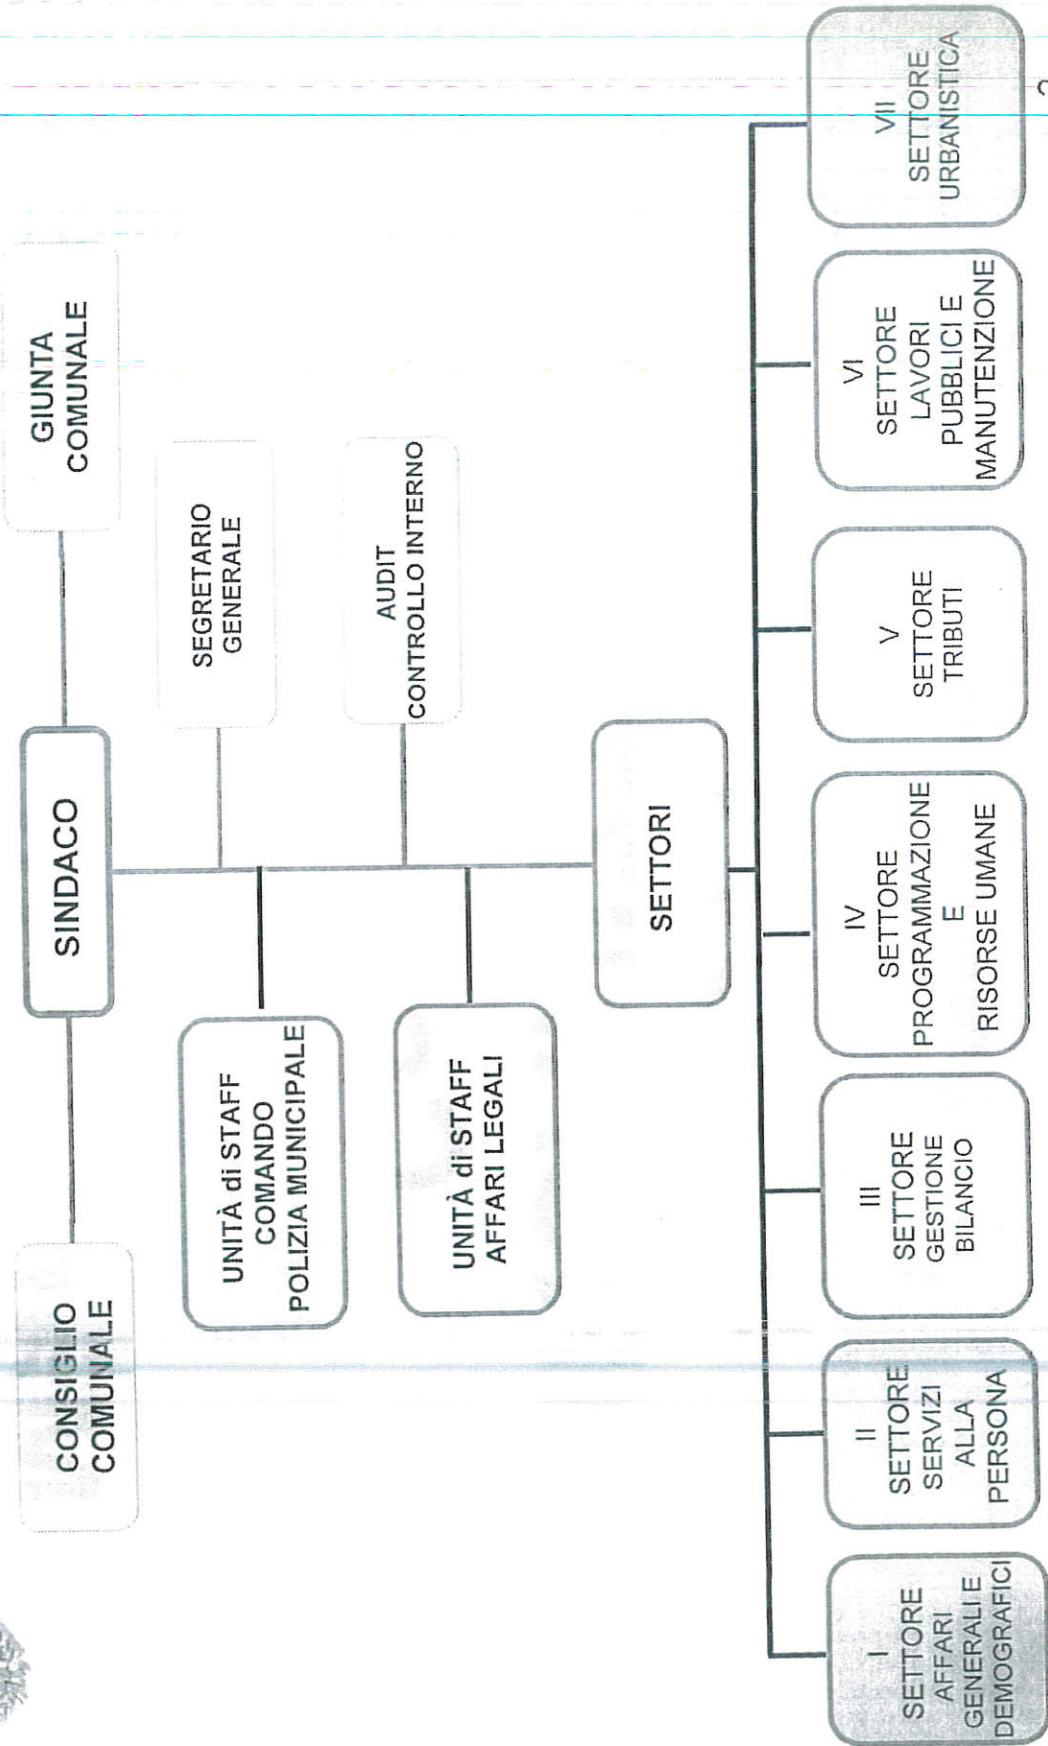 CONSIGLIO
COMUNALE
SINDACO
GIUNTA
COMUNALE
SEGRETARIO
GENERALE
UNITÀ di STAFF
COMANDO
POLIZIA MUNICIPALE
AUDIT
CONTROLLO INTERNO
UNITÀ di STAFF
AFFARI LEGALI
SETTORI
I
SETTORE
AFFARI
GENERALI E
DEMOGRAFICI
II
SETTORE
SERVIZI
ALLA
PERSONA
III
SETTORE
GESTIONE
BILANCIO
IV
SETTORE
PROGRAMMAZIONE
E
RISORSE UMANE
V
SETTORE
TRIBUTI
VI
SETTORE
LAVORI
PUBBLICI E
MANUTENZIONE
VII
SETTORE
URBANISTICA